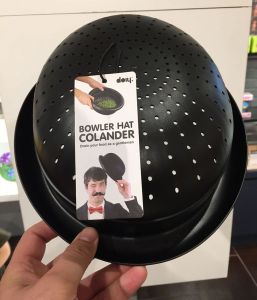 doiy.
BOWLER HAT
COLANDER
Drain your food as a gentleman